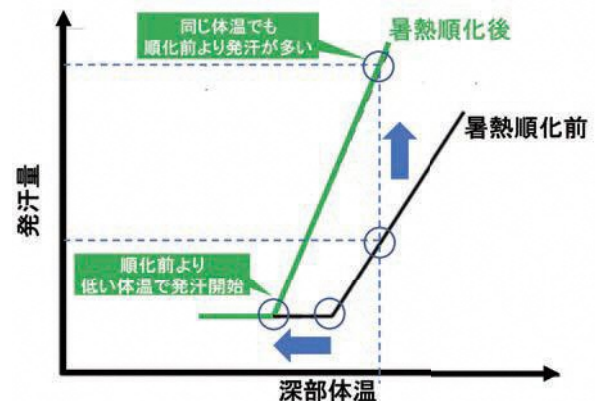 同じ体温でも
順化前より発汗が多い
暑熱順化後
暑熱順化前
発汗量
順化前より
低い体温で発汗開始
深部体温